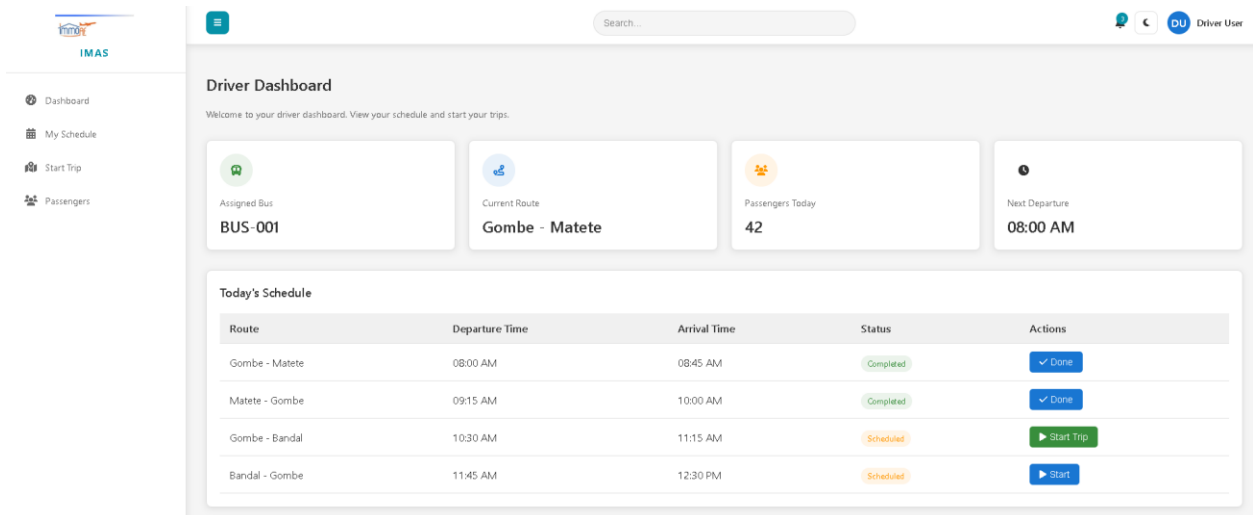 immoAf
IMAS
Dashboard
My Schedule
Start Trip
Passengers
Search...
DU Driver User
Driver Dashboard
Welcome to your driver dashboard. View your schedule and start your trips.
Assigned Bus
BUS-001
Current Route
Gombe - Matete
Passengers Today
42
Next Departure
08:00 AM
Today's Schedule
Route Departure Time Arrival Time Status Actions
Gombe - Matete 08:00 AM 08:45 AM Completed Done
Matete - Gombe 09:15 AM 10:00 AM Completed Done
Gombe - Bandal 10:30 AM 11:15 AM Scheduled Start Trip
Bandal - Gombe 11:45 AM 12:30 PM Scheduled Start